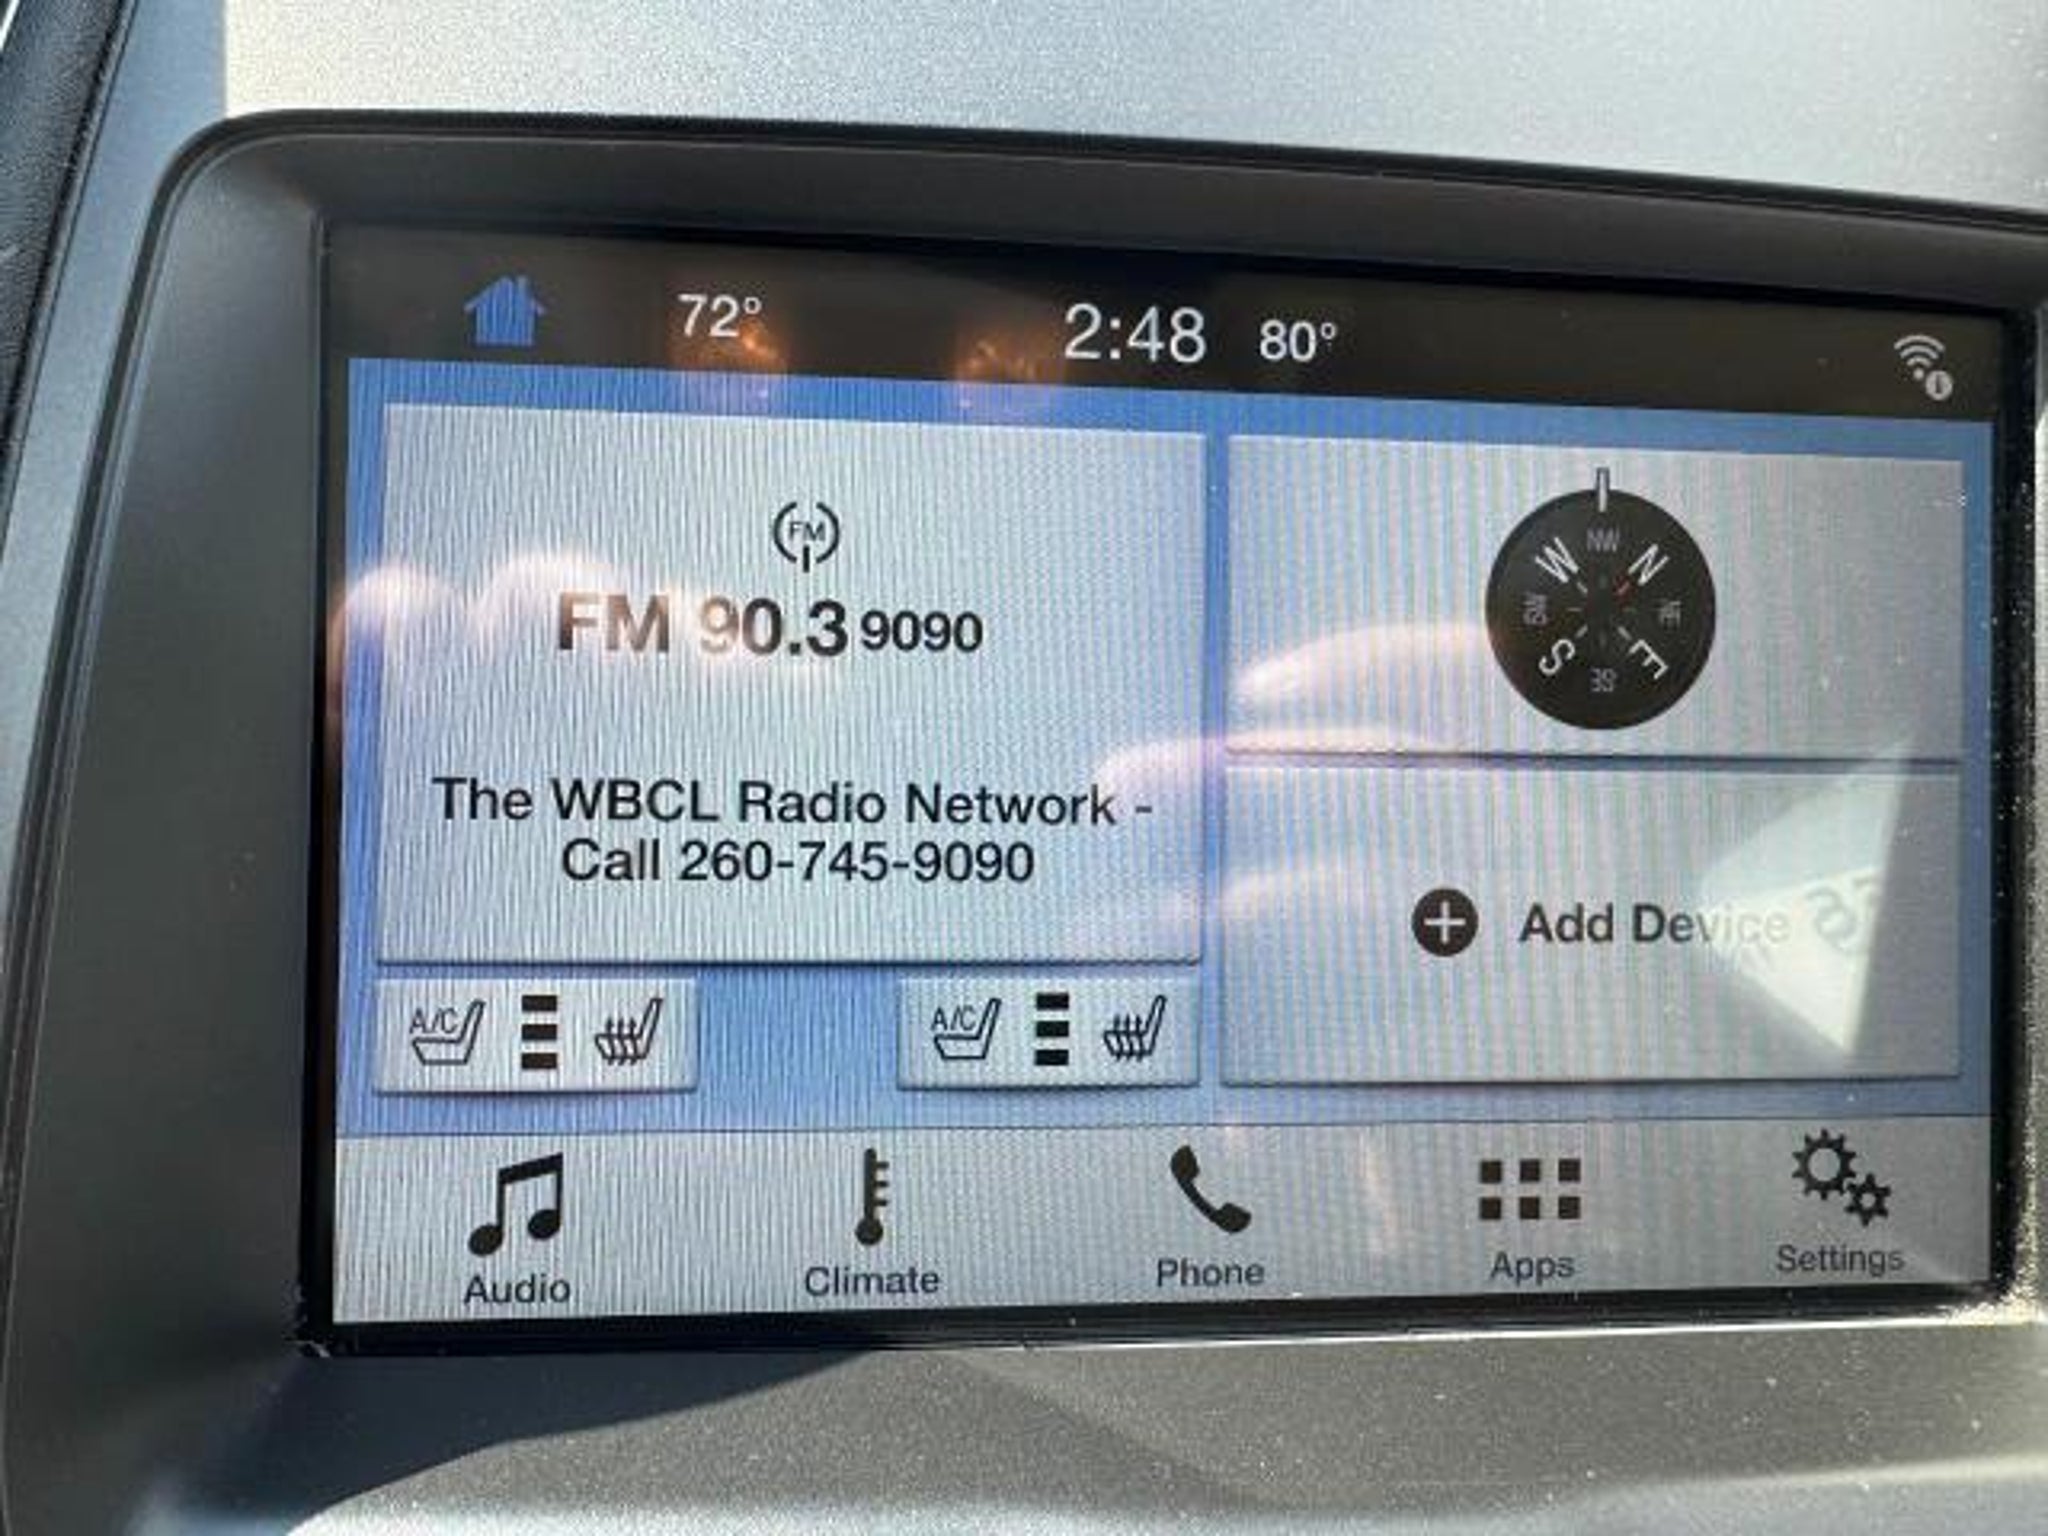 72° 2:48 80°
FM
FM 90.3 9090
The WBCL Radio Network -
Call 260-745-9090
NW
W N
NE
S E
SE
Add Device
A/C A/C
Audio Climate Phone Apps Settings